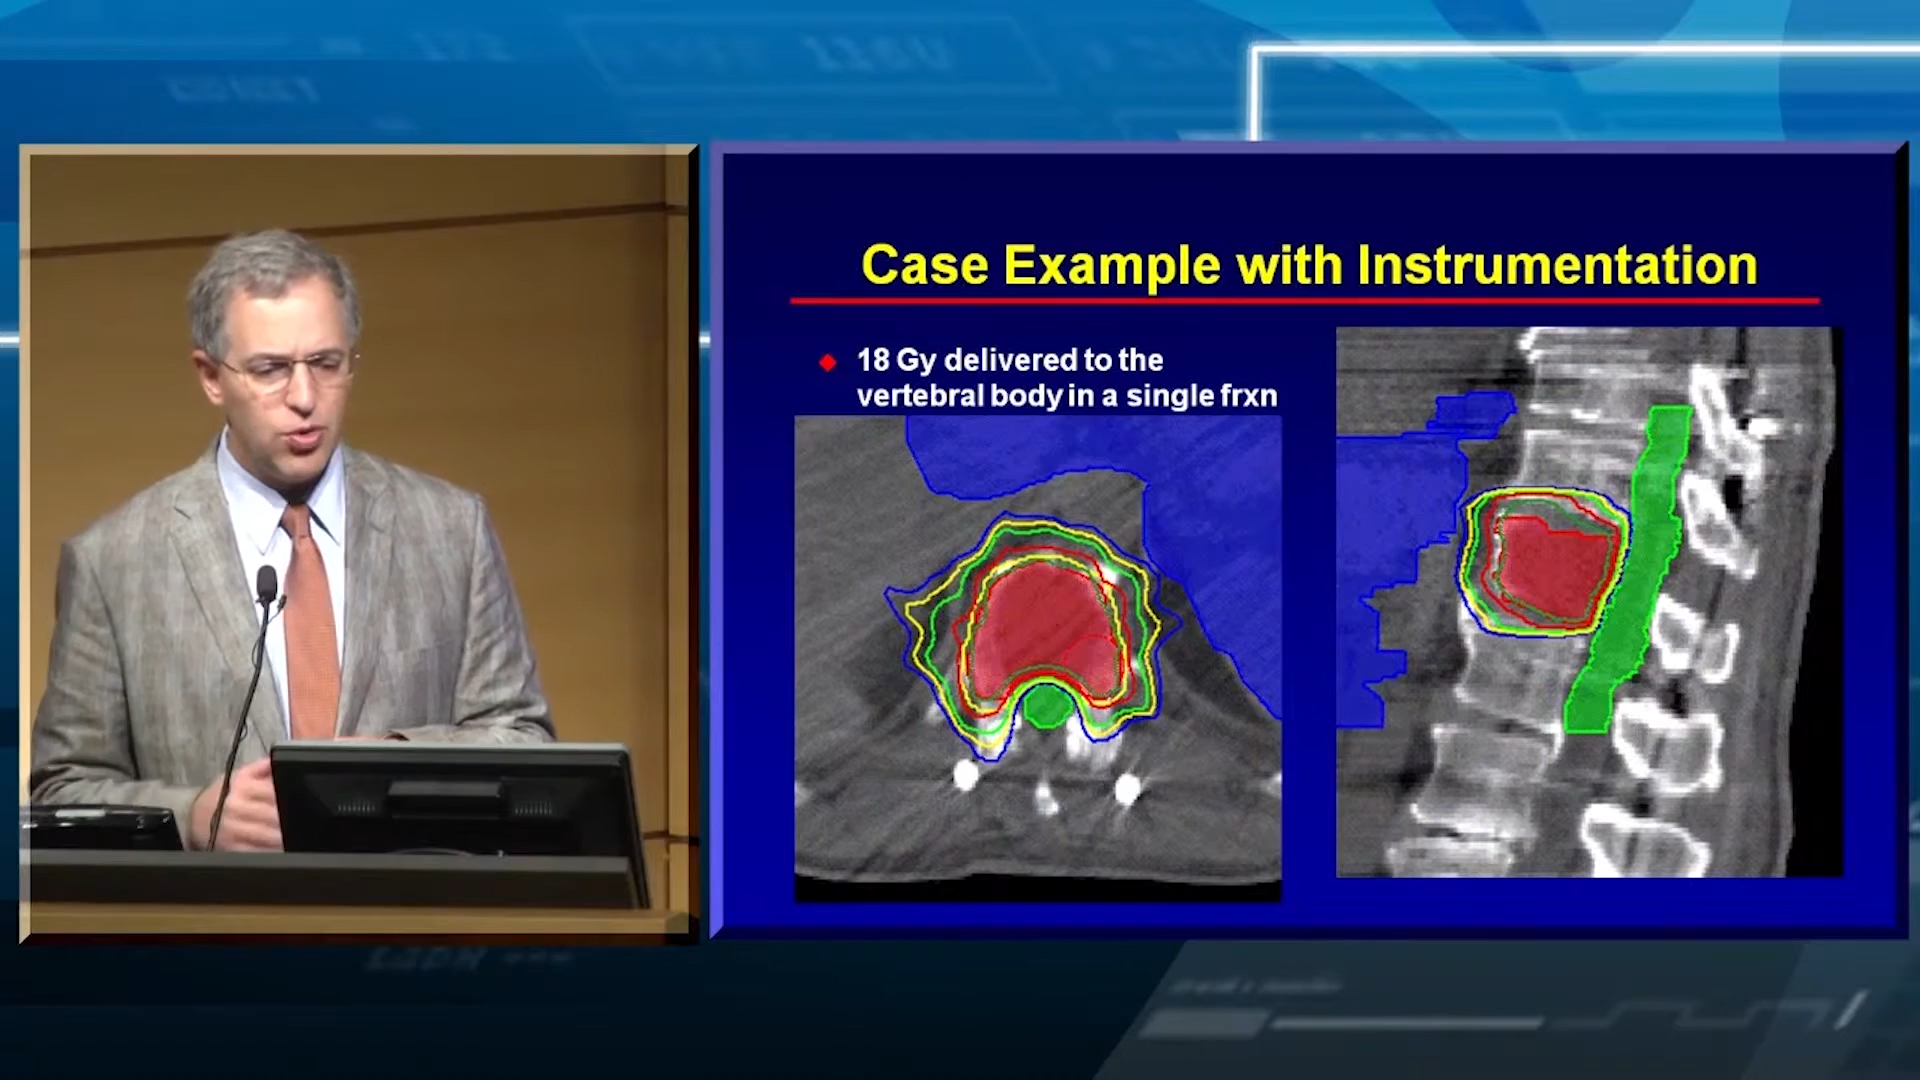 Case Example with Instrumentation
18 Gy delivered to the
vertebral body in a single frxn